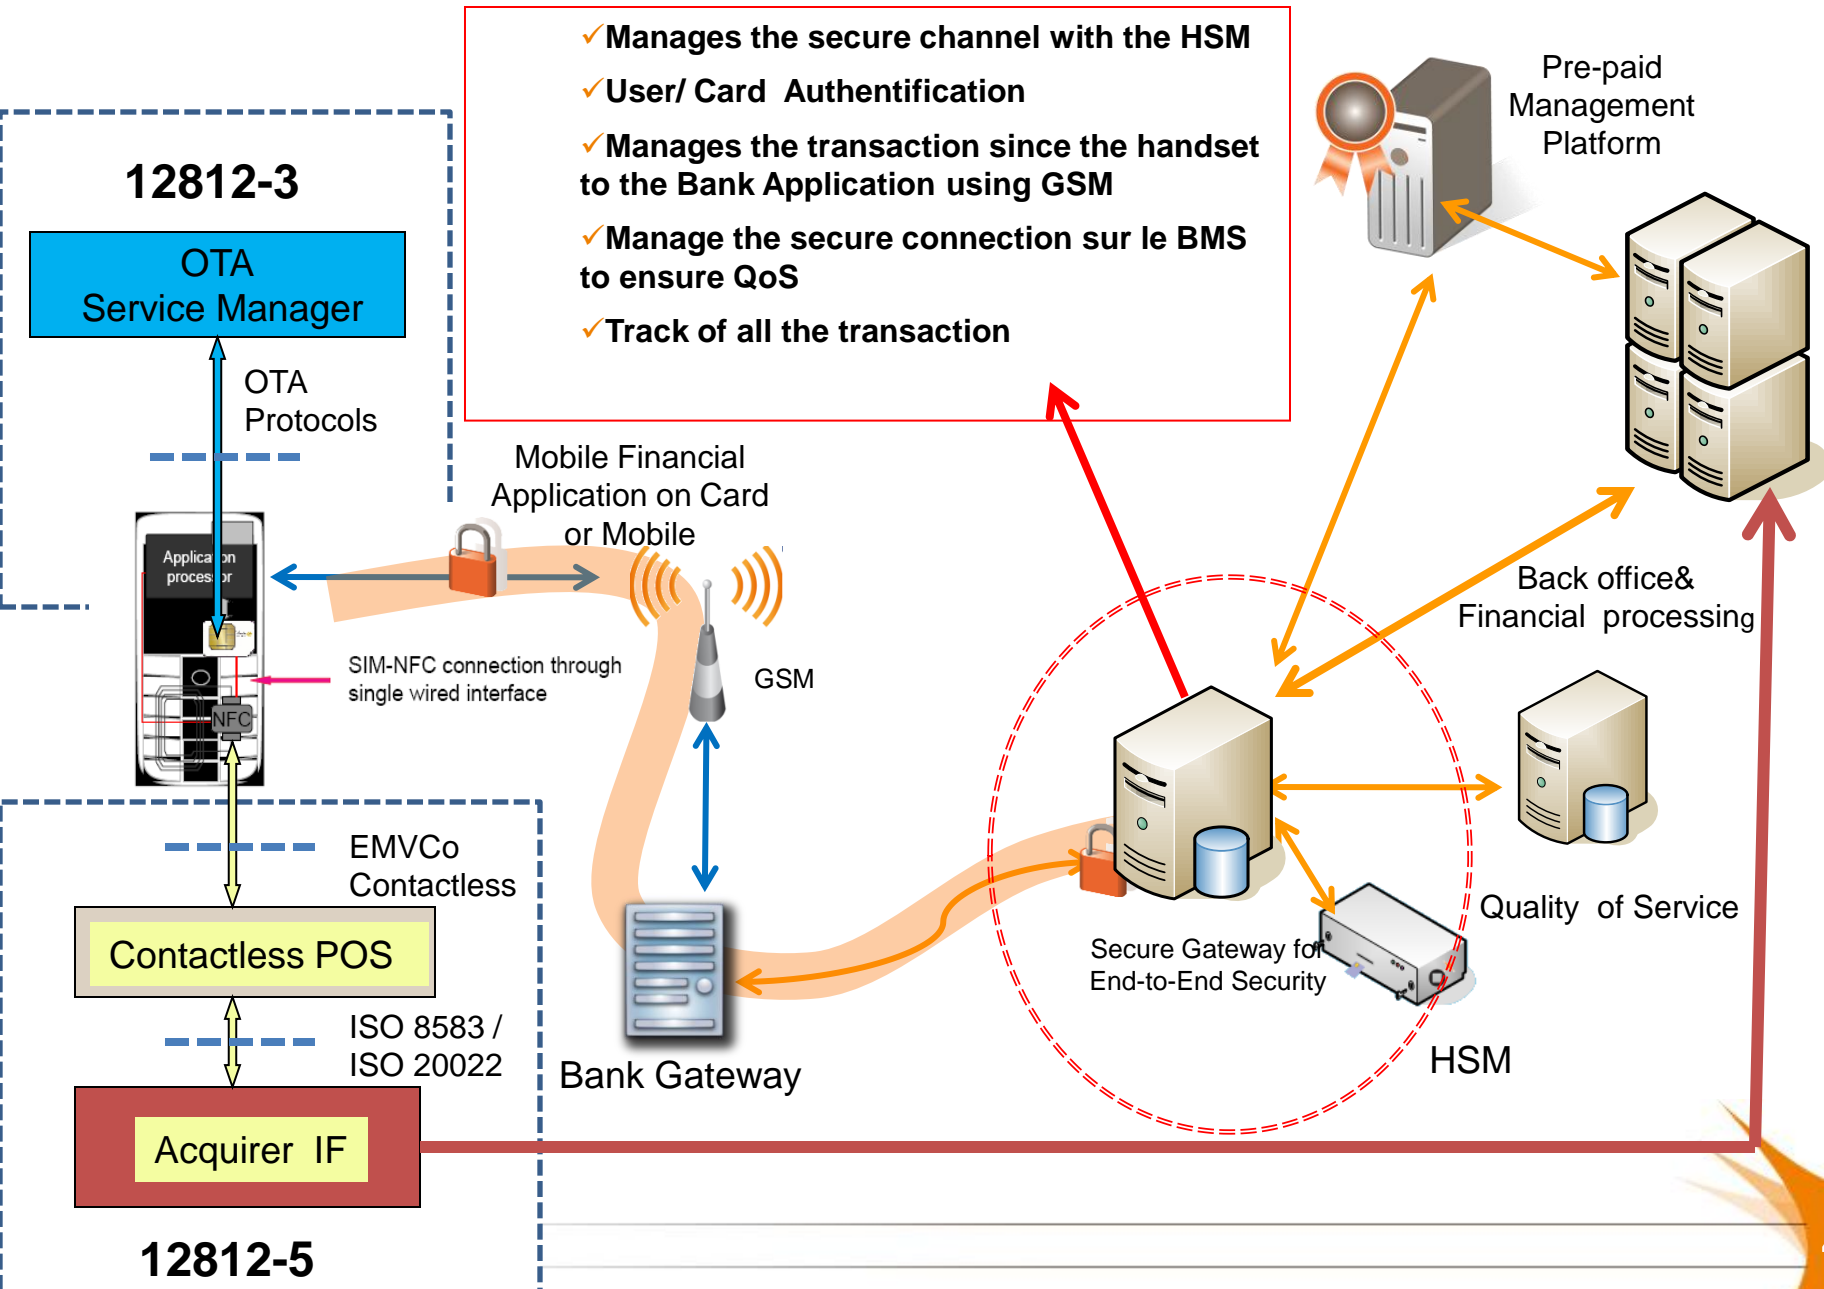 ✓Manages the secure channel with the HSM
✓User/ Card Authentification
✓Manages the transaction since the handset
to the Bank Application using GSM
✓Manage the secure connection sur le BMS
to ensure QoS
✓Track of all the transaction
Pre-paid
Management
Platform
12812-3
OTA
Service Manager
OTA
Protocols
Mobile Financial
Application on Card
or Mobile
Application
processor
SIM-NFC connection through
single wired interface
NFC
GSM
Back office&
Financial processing
EMVCo
Contactless
Contactless POS
ISO 8583 /
ISO 20022
Acquirer IF
12812-5
Bank Gateway
Secure Gateway for
End-to-End Security
Quality of Service
HSM